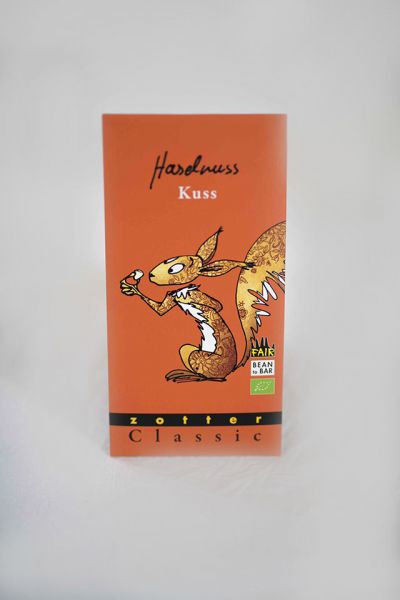 Haselnuss
Kuss
FAIR
BEAN
to BAR
zotter
Classic